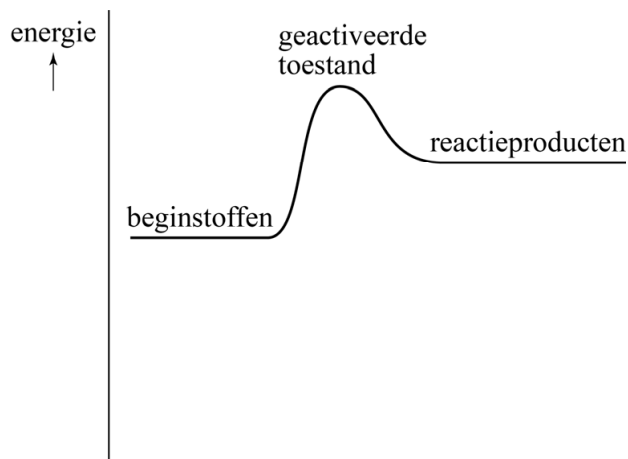 energie
geactiveerde
toestand
reactieproducten
beginstoffen